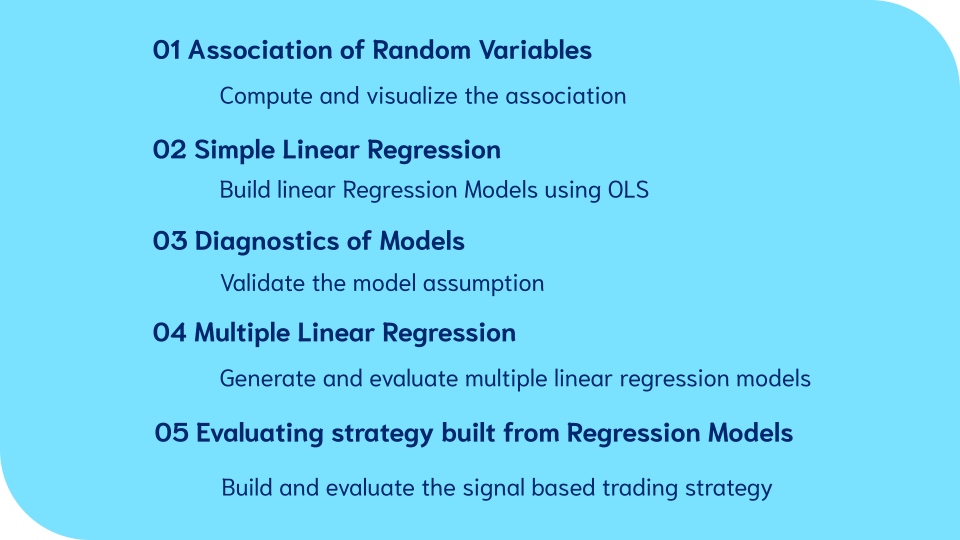 01 Association of Random Variables
Compute and visualize the association
02 Simple Linear Regression
Build linear Regression Models using OLS
03 Diagnostics of Models
Validate the model assumption
04 Multiple Linear Regression
Generate and evaluate multiple linear regression models
05 Evaluating strategy built from Regression Models
Build and evaluate the signal based trading strategy